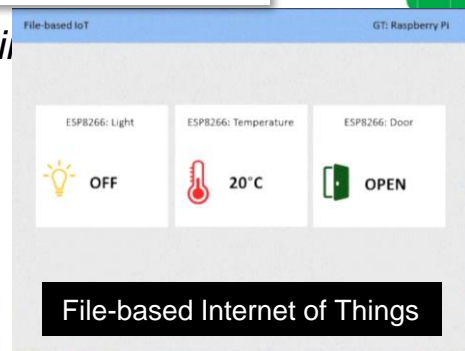 File-based IoT
GT: Raspberry Pi
ESP8266: Light
ESP8266: Temperature
ESP8266: Door
OFF
20°C
OPEN
File-based Internet of Things